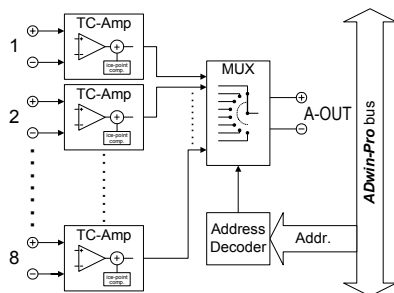 TC-Amp
1
ice-point
comp.
MUX
TC-Amp
2
ice-point
comp.
A-OUT
ADwin-Pro bus
TC-Amp
8
ice-point
comp.
Address
Decoder
Addr.